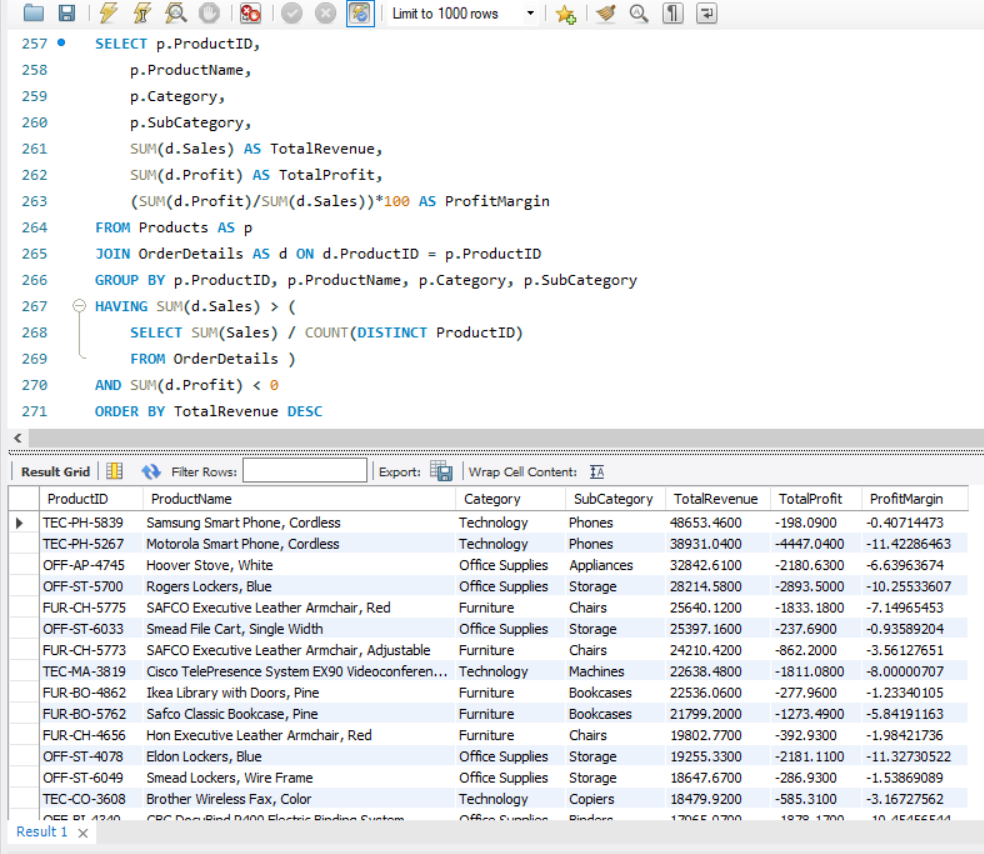 Limit to 1000 rows
257 SELECT p.ProductID,
258 p.ProductName,
259 p.Category,
260 p.SubCategory,
261 SUM(d.Sales) AS TotalRevenue,
262 SUM(d.Profit) AS TotalProfit,
263 (SUM(d.Profit)/SUM(d.Sales))*100 AS ProfitMargin
264 FROM Products AS p
265 JOIN OrderDetails AS d ON d.ProductID = p.ProductID
266 GROUP BY p.ProductID, p.ProductName, p.Category, p.SubCategory
267 HAVING SUM(d.Sales) > (
268 SELECT SUM(Sales) / COUNT(DISTINCT ProductID)
269 FROM OrderDetails )
270 AND SUM(d.Profit) < 0
271 ORDER BY TotalRevenue DESC
Result Grid Filter Rows: Export: Wrap Cell Content:
ProductID ProductName Category SubCategory TotalRevenue TotalProfit ProfitMargin
TEC-PH-5839 Samsung Smart Phone, Cordless Technology Phones 48653.4600 -198.0900 -0.40714473
TEC-PH-5267 Motorola Smart Phone, Cordless Technology Phones 38931.0400 -4447.0400 -11.42286463
OFF-AP-4745 Hoover Stove, White Office Supplies Appliances 32842.6100 -2180.6300 -6.63963674
OFF-ST-5700 Rogers Lockers, Blue Office Supplies Storage 28214.5800 -2893.5000 -10.25533607
FUR-CH-5775 SAFCO Executive Leather Armchair, Red Furniture Chairs 25640.1200 -1833.1800 -7.14965453
OFF-ST-6033 Smead File Cart, Single Width Office Supplies Storage 25397.1600 -237.6900 -0.93589204
FUR-CH-5773 SAFCO Executive Leather Armchair, Adjustable Furniture Chairs 24210.4200 -862.2000 -3.56127651
TEC-MA-3819 Cisco TelePresence System EX90 Videoconferen... Technology Machines 22638.4800 -1811.0800 -8.00000707
FUR-BO-4862 Ikea Library with Doors, Pine Furniture Bookcases 22536.0600 -277.9600 -1.23340105
FUR-BO-5762 Safco Classic Bookcase, Pine Furniture Bookcases 21799.2000 -1273.4900 -5.84191163
FUR-CH-4656 Hon Executive Leather Armchair, Red Furniture Chairs 19802.7700 -392.9300 -1.98421736
OFF-ST-4078 Eldon Lockers, Blue Office Supplies Storage 19255.3300 -2181.1100 -11.32730522
OFF-ST-6049 Smead Lockers, Wire Frame Office Supplies Storage 18647.6700 -286.9300 -1.53869089
TEC-CO-3608 Brother Wireless Fax, Color Technology Copiers 18479.9200 -585.3100 -3.16727562
Office Supplies Binders
Result 1